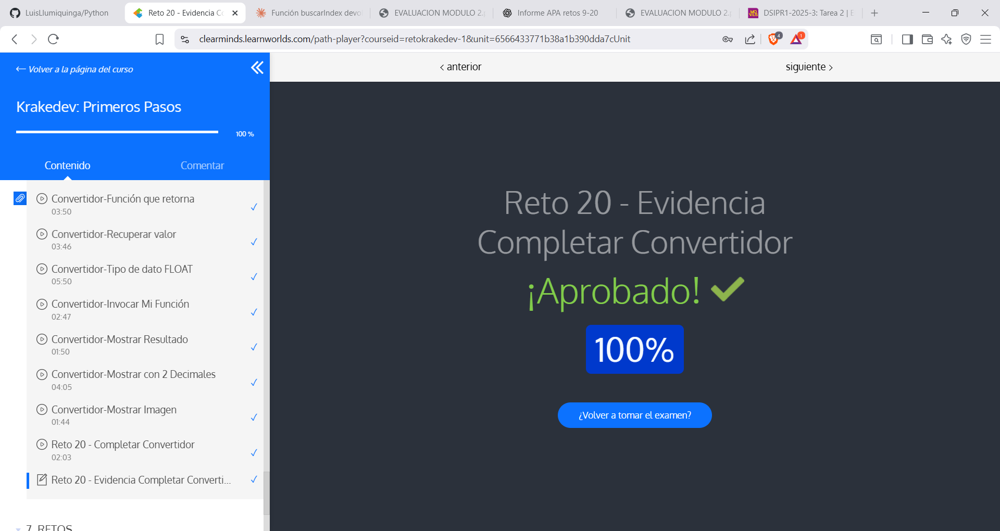 LuisLlumiquinga/Python
Reto 20 - Evidencia Co
Función buscarIndex devol
EVALUACION MODULO 2.
Informe APA retos 9-20
EVALUACION MODULO 2.
DSIPR1-2025-3: Tarea 2 |
clearminds.learnworlds.com/path-player?courseid=retokrakedev-1&unit=6566433771b38a1b390dda7cUnit
4
1
← Volver a la página del curso
‹ anterior
siguiente ›
Krakedev: Primeros Pasos
100 %
Contenido
Comentar
Convertidor-Función que retorna
03:50
Convertidor-Recuperar valor
03:46
Convertidor-Tipo de dato FLOAT
05:50
Convertidor-Invocar Mi Función
02:47
Convertidor-Mostrar Resultado
01:50
Convertidor-Mostrar con 2 Decimales
04:05
Convertidor-Mostrar Imagen
01:44
Reto 20 - Completar Convertidor
02:03
Reto 20 - Evidencia Completar Converti...
7. RETOS
Reto 20 - Evidencia
Completar Convertidor
¡Aprobado!
100%
¿Volver a tomar el examen?